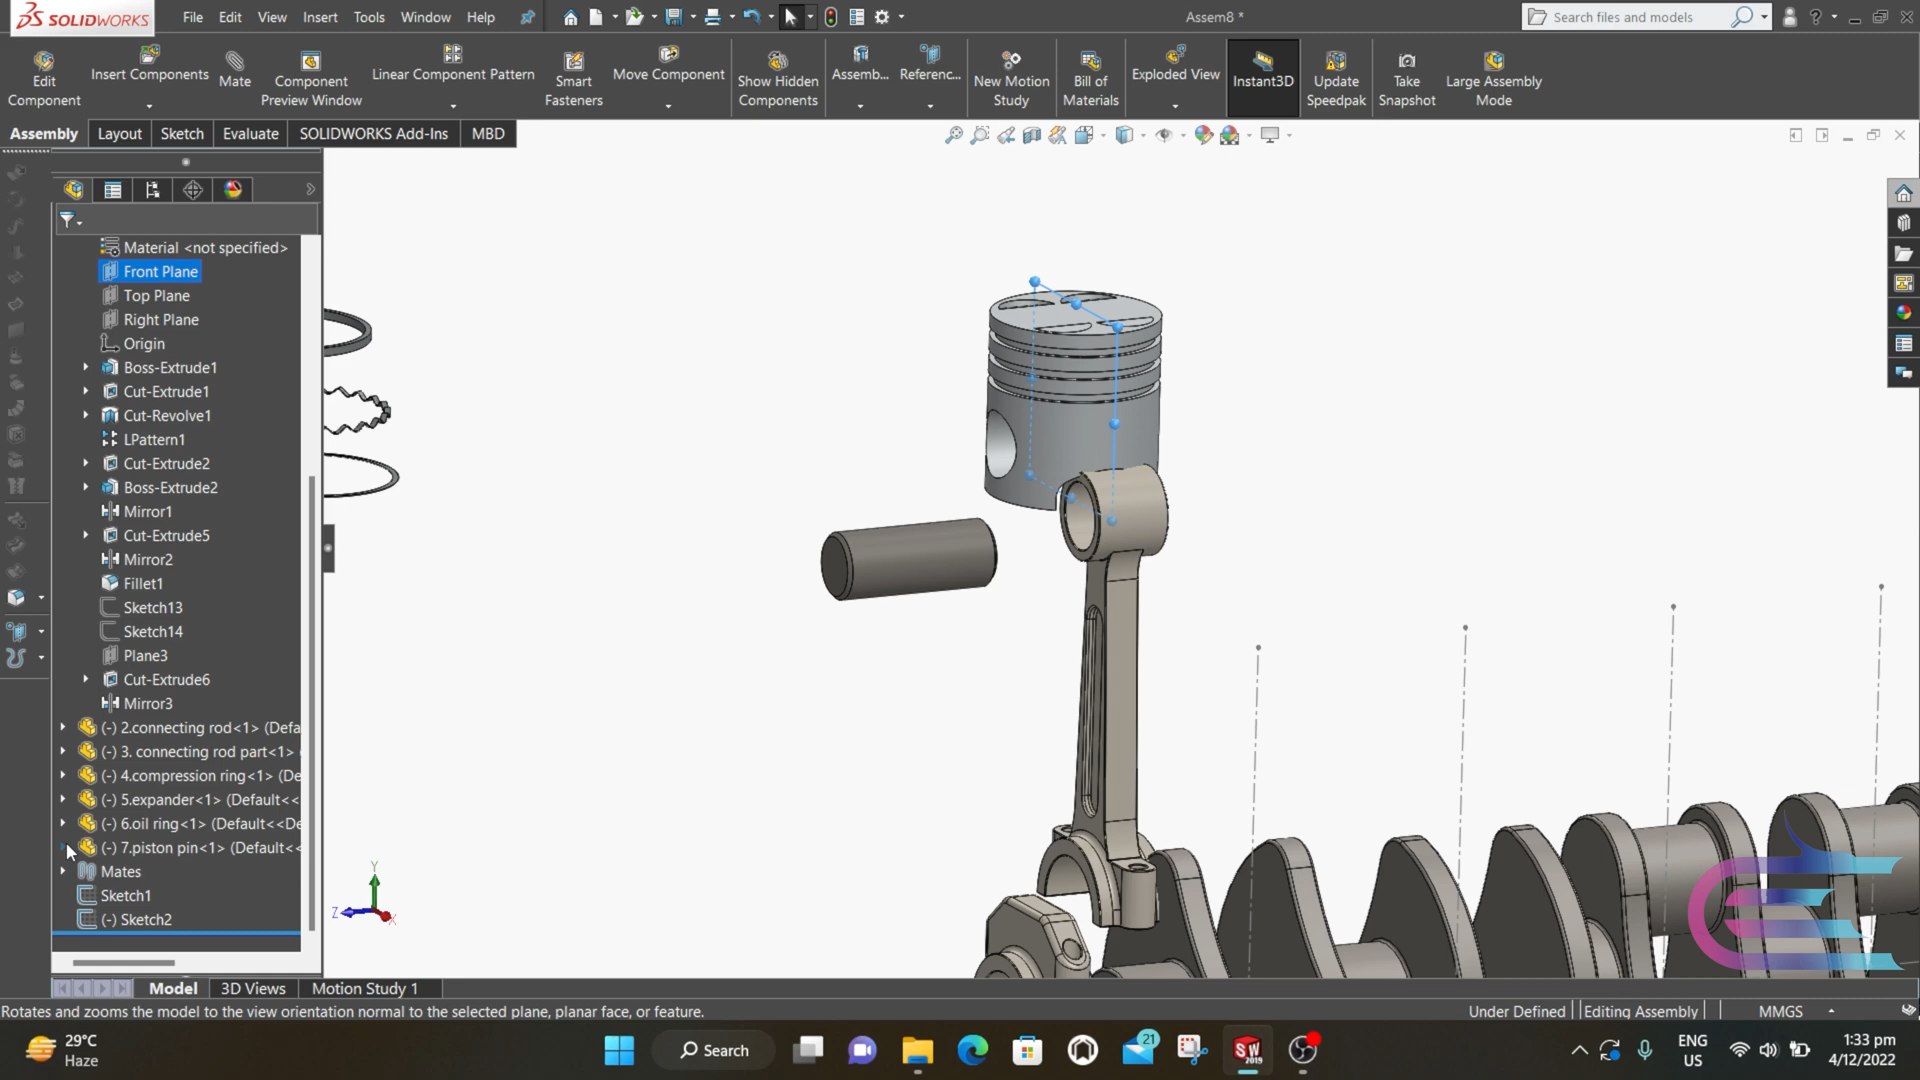 SOLIDWORKS
File Edit View Insert Tools Window Help
Assem8 *
Search files and models
Edit Component
Insert Components
Mate
Component Preview Window
Linear Component Pattern
Smart Fasteners
Move Component
Show Hidden Components
Assemb...
Referenc...
New Motion Study
Bill of Materials
Exploded View
Instant3D
Update Speedpak
Take Snapshot
Large Assembly Mode
Assembly Layout Sketch Evaluate SOLIDWORKS Add-Ins MBD
Material <not specified>
Front Plane
Top Plane
Right Plane
Origin
Boss-Extrude1
Cut-Extrude1
Cut-Revolve1
LPattern1
Cut-Extrude2
Boss-Extrude2
Mirror1
Cut-Extrude5
Mirror2
Fillet1
Sketch13
Sketch14
Plane3
Cut-Extrude6
Mirror3
(-) 2.connecting rod<1> (Defa
(-) 3. connecting rod part<1>
(-) 4.compression ring<1> (De
(-) 5.expander<1> (Default<<
(-) 6.oil ring<1> (Default<<De
(-) 7.piston pin<1> (Default<<
Mates
Sketch1
(-) Sketch2
Y
Z X
Model 3D Views Motion Study 1
Rotates and zooms the model to the view orientation normal to the selected plane, planar face, or feature.
Under Defined Editing Assembly MMGS
29°C
Haze
Search
21
SW
2019
ENG
US
1:33 pm
4/12/2022